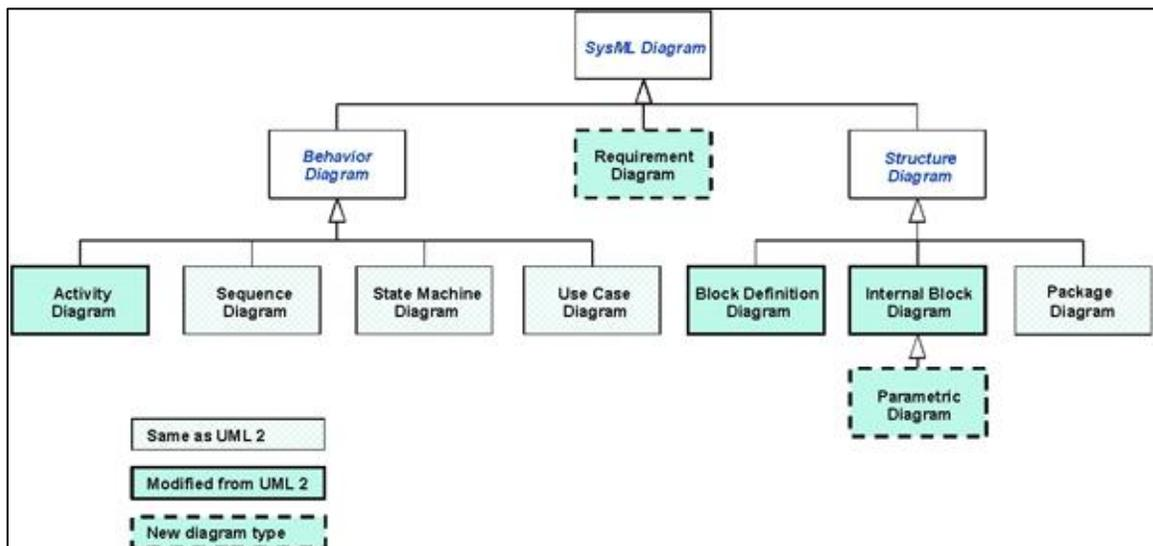 SysML Diagram
Behavior
Diagram
Requirement
Diagram
Structure
Diagram
Activity
Diagram
Sequence
Diagram
State Machine
Diagram
Use Case
Diagram
Block Definition
Diagram
Internal Block
Diagram
Package
Diagram
Parametric
Diagram
Same as UML 2
Modified from UML 2
New diagram type